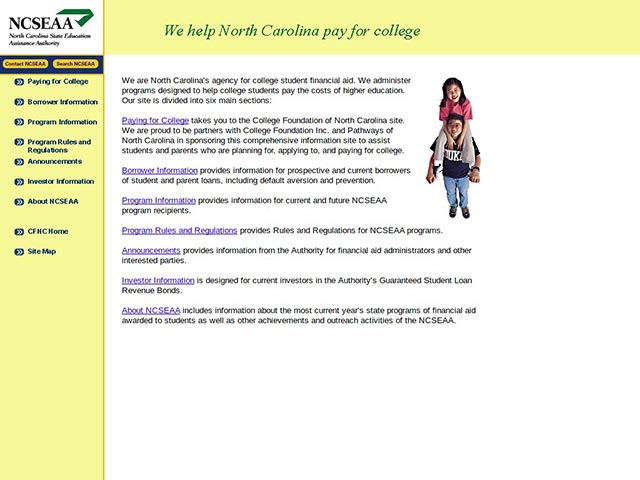 NCSEAA
North Carolina State Education
Assistance Authority
We help North Carolina pay for college
Contact NCSEAA
Search NCSEAA
Paying for College
Borrower Information
Program Information
Program Rules and
Regulations
Announcements
Investor Information
About NCSEAA
CFNC Home
Site Map
We are North Carolina's agency for college student financial aid. We administer
programs designed to help college students pay the costs of higher education.
Our site is divided into six main sections:
Paying for College takes you to the College Foundation of North Carolina site.
We are proud to be partners with College Foundation Inc. and Pathways of
North Carolina in sponsoring this comprehensive information site to assist
students and parents who are planning for, applying to, and paying for college.
Borrower Information provides information for prospective and current borrowers
of student and parent loans, including default aversion and prevention.
Program Information provides information for current and future NCSEAA
program recipients.
Program Rules and Regulations provides Rules and Regulations for NCSEAA programs.
Announcements provides information from the Authority for financial aid administrators and other
interested parties.
Investor Information is designed for current investors in the Authority's Guaranteed Student Loan
Revenue Bonds.
About NCSEAA includes information about the most current year's state programs of financial aid
awarded to students as well as other achievements and outreach activities of the NCSEAA.
DUKE